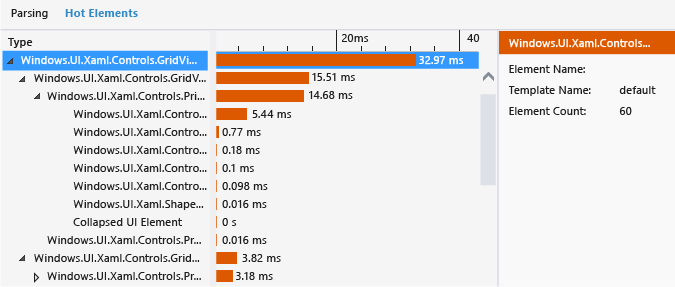 Parsing Hot Elements
Type 20ms 40
Windows.UI.Xaml.Controls.GridVi... 32.97 ms
Windows.UI.Xaml.Controls.GridV... 15.51 ms
Windows.UI.Xaml.Controls.Pri... 14.68 ms
Windows.UI.Xaml.Contro... 5.44 ms
Windows.UI.Xaml.Contro... 0.77 ms
Windows.UI.Xaml.Contro... 0.18 ms
Windows.UI.Xaml.Contro... 0.1 ms
Windows.UI.Xaml.Contro... 0.098 ms
Windows.UI.Xaml.Shape... 0.016 ms
Collapsed UI Element 0 s
Windows.UI.Xaml.Controls.Pr... 0.016 ms
Windows.UI.Xaml.Controls.Grid... 3.82 ms
Windows.UI.Xaml.Controls.Pr... 3.18 ms
Windows.UI.Xaml.Controls...
Element Name:
Template Name: default
Element Count: 60